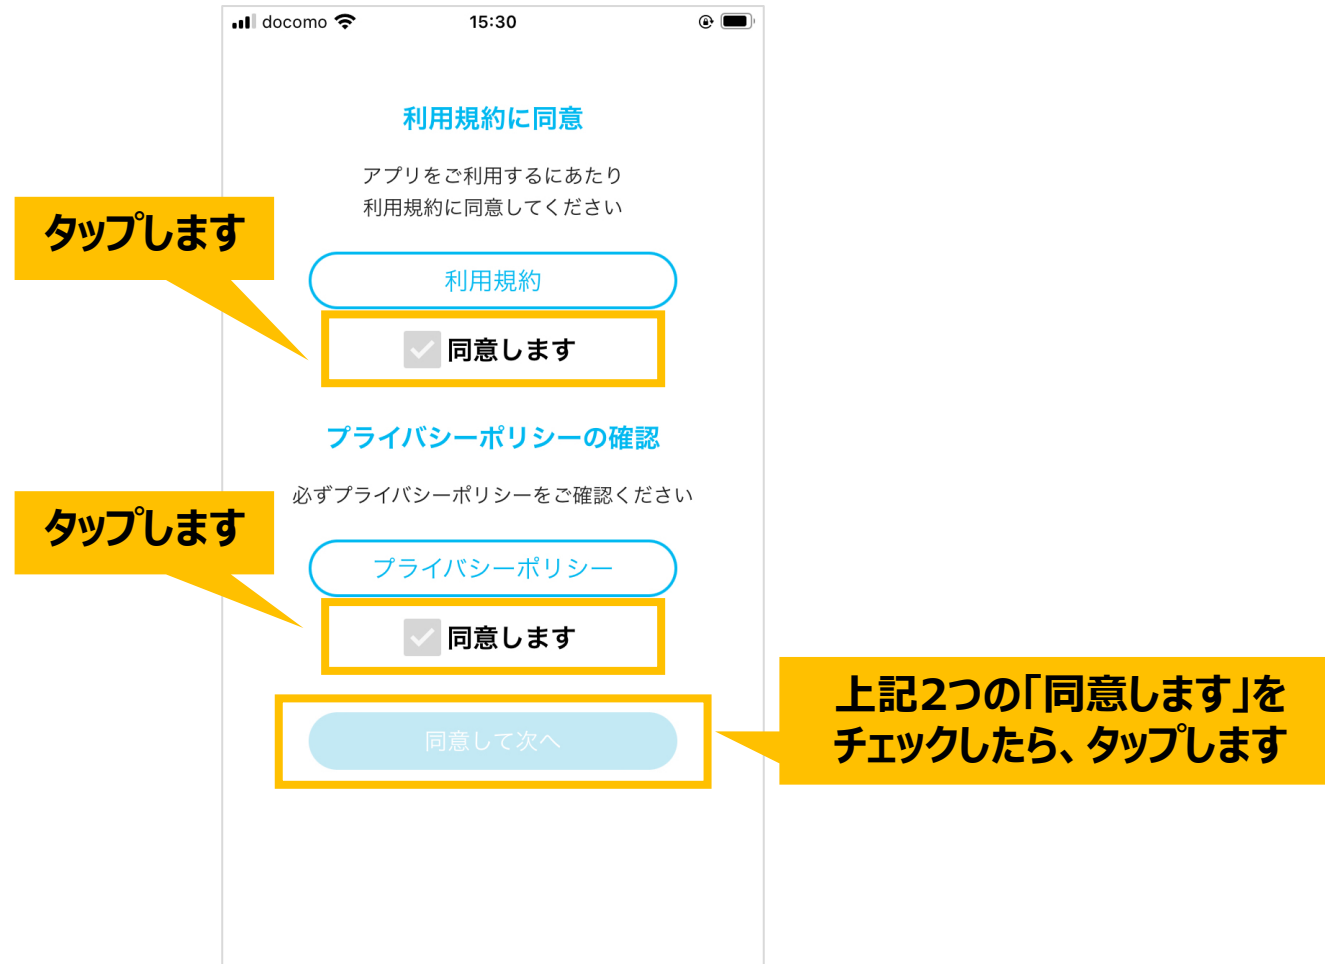 docomo
15:30
利用規約に同意
アプリをご利用するにあたり
利用規約に同意してください
タップします
利用規約
同意します
プライバシーポリシーの確認
必ずプライバシーポリシーをご確認ください
タップします
プライバシーポリシー
同意します
上記2つの「同意します」を
チェックしたら、タップします
同意して次へ